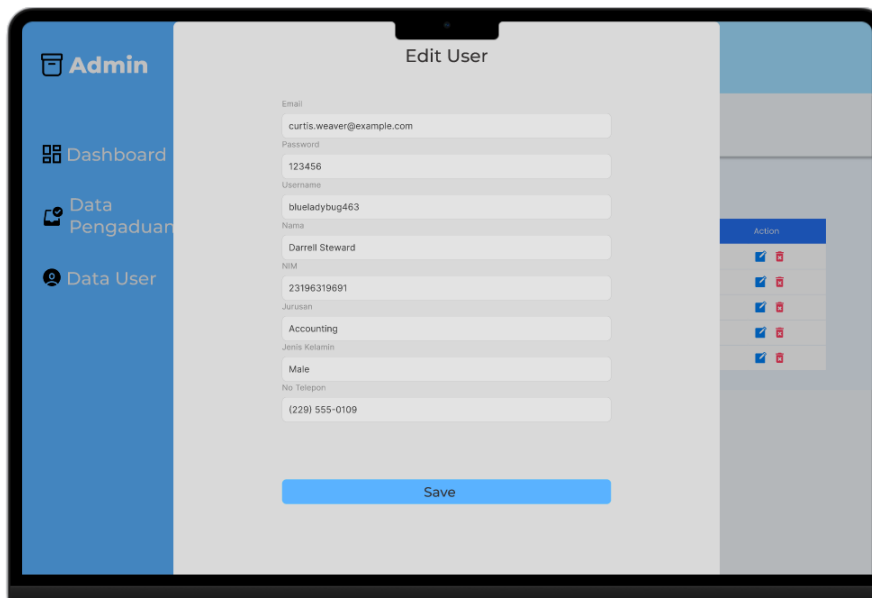 Admin
Dashboard
Data
Pengaduan
Data User
Edit User
Email
curtis.weaver@example.com
Password
123456
Username
blueladybug463
Nama
Darrell Steward
NIM
23196319691
Jurusan
Accounting
Jenis Kelamin
Male
No Telepon
(229) 555-0109
Save
Action